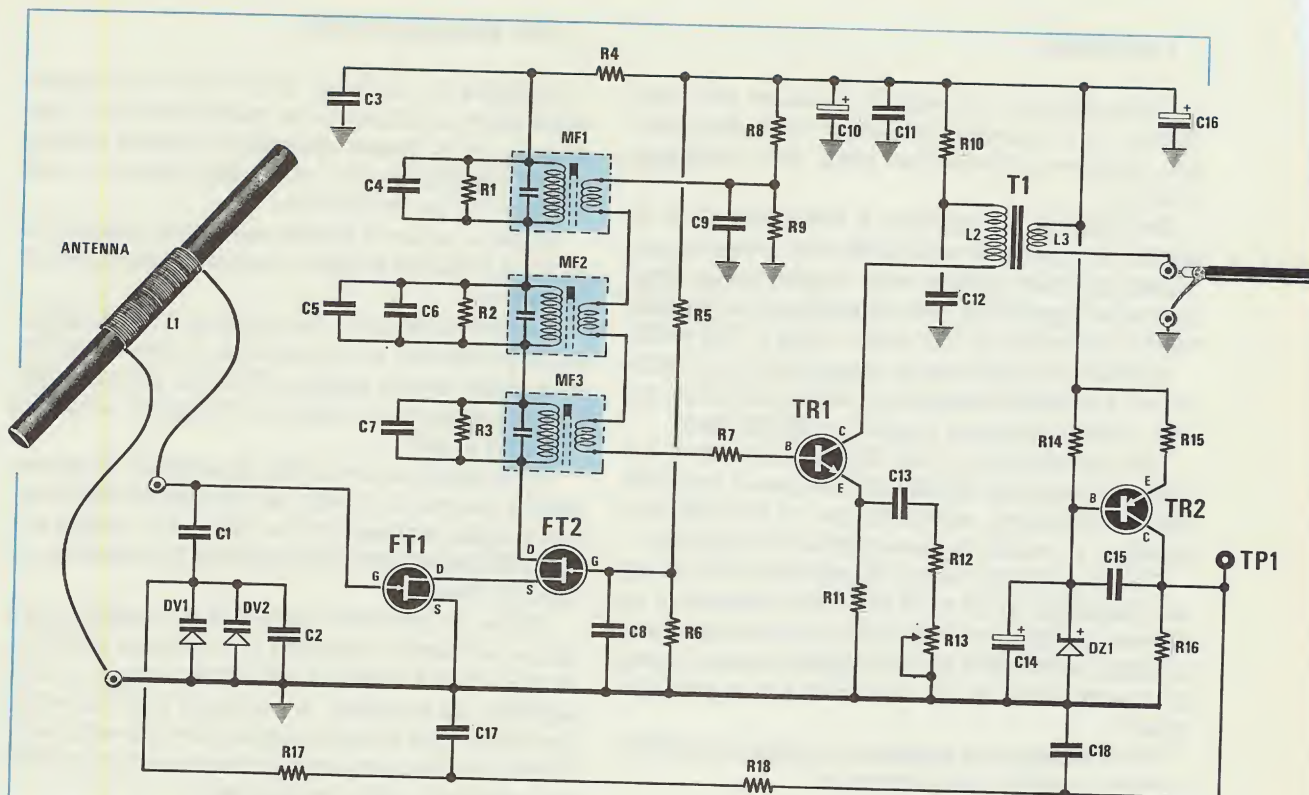 R4
C3
R8
C10
+
C11
R10
C16
+
MF1
C4
R1
T1
L2
L3
C9
R9
ANTENNA
L1
MF2
C5
C6
R2
R5
C12
MF3
C7
R3
R7
TR1
B
C
E
C13
R14
R15
B
E
C
TR2
C1
FT1
G
D
S
FT2
D
S
G
R12
C15
TP1
DV1
DV2
C2
C8
R6
R11
R13
+
C14
+
DZ1
R16
C17
C18
R17
R18